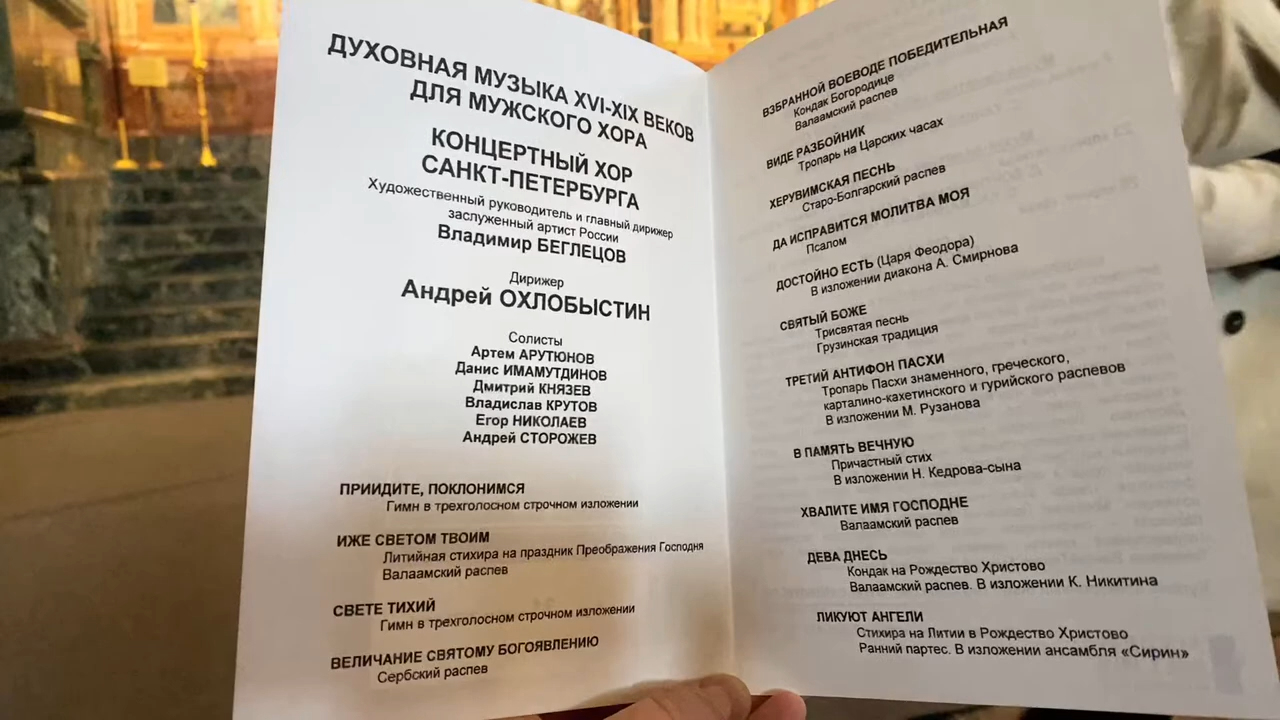 ДУХОВНАЯ МУЗЫКА XVI-XIX ВЕКОВ
ДЛЯ МУЖСКОГО ХОРА
КОНЦЕРТНЫЙ ХОР
САНКТ-ПЕТЕРБУРГА
Художественный руководитель и главный дирижер
заслуженный артист России
Владимир БЕГЛЕЦОВ
Дирижер
Андрей ОХЛОБЫСТИН
Солисты
Артем АРУТЮНОВ
Данис ИМАМУТДИНОВ
Дмитрий КНЯЗЕВ
Владислав КРУТОВ
Егор НИКОЛАЕВ
Андрей СТОРОЖЕВ
ПРИИДИТЕ, ПОКЛОНИМСЯ
Гимн в трехголосном строчном изложении
ИЖЕ СВЕТОМ ТВОИМ
Литийная стихира на праздник Преображения Господня
Валаамский распев
СВЕТЕ ТИХИЙ
Гимн в трехголосном строчном изложении
ВЕЛИЧАНИЕ СВЯТОМУ БОГОЯВЛЕНИЮ
Сербский распев
ВЗБРАННОЙ ВОЕВОДЕ ПОБЕДИТЕЛЬНАЯ
Кондак Богородице
Валаамский распев
ВИДЕ РАЗБОЙНИК
Тропарь на Царских часах
ХЕРУВИМСКАЯ ПЕСНЬ
Старо-Болгарский распев
ДА ИСПРАВИТСЯ МОЛИТВА МОЯ
Псалом
ДОСТОЙНО ЕСТЬ (Царя Феодора)
В изложении диакона А. Смирнова
СВЯТЫЙ БОЖЕ
Трисвятая песнь
Грузинская традиция
ТРЕТИЙ АНТИФОН ПАСХИ
Тропарь Пасхи знаменного, греческого,
карталино-кахетинского и гурийского распевов
В изложении М. Рузанова
В ПАМЯТЬ ВЕЧНУЮ
Причастный стих
В изложении Н. Кедрова-сына
ХВАЛИТЕ ИМЯ ГОСПОДНЕ
Валаамский распев
ДЕВА ДНЕСЬ
Кондак на Рождество Христово
Валаамский распев. В изложении К. Никитина
ЛИКУЮТ АНГЕЛИ
Стихира на Литии в Рождество Христово
Ранний партес. В изложении ансамбля «Сирин»